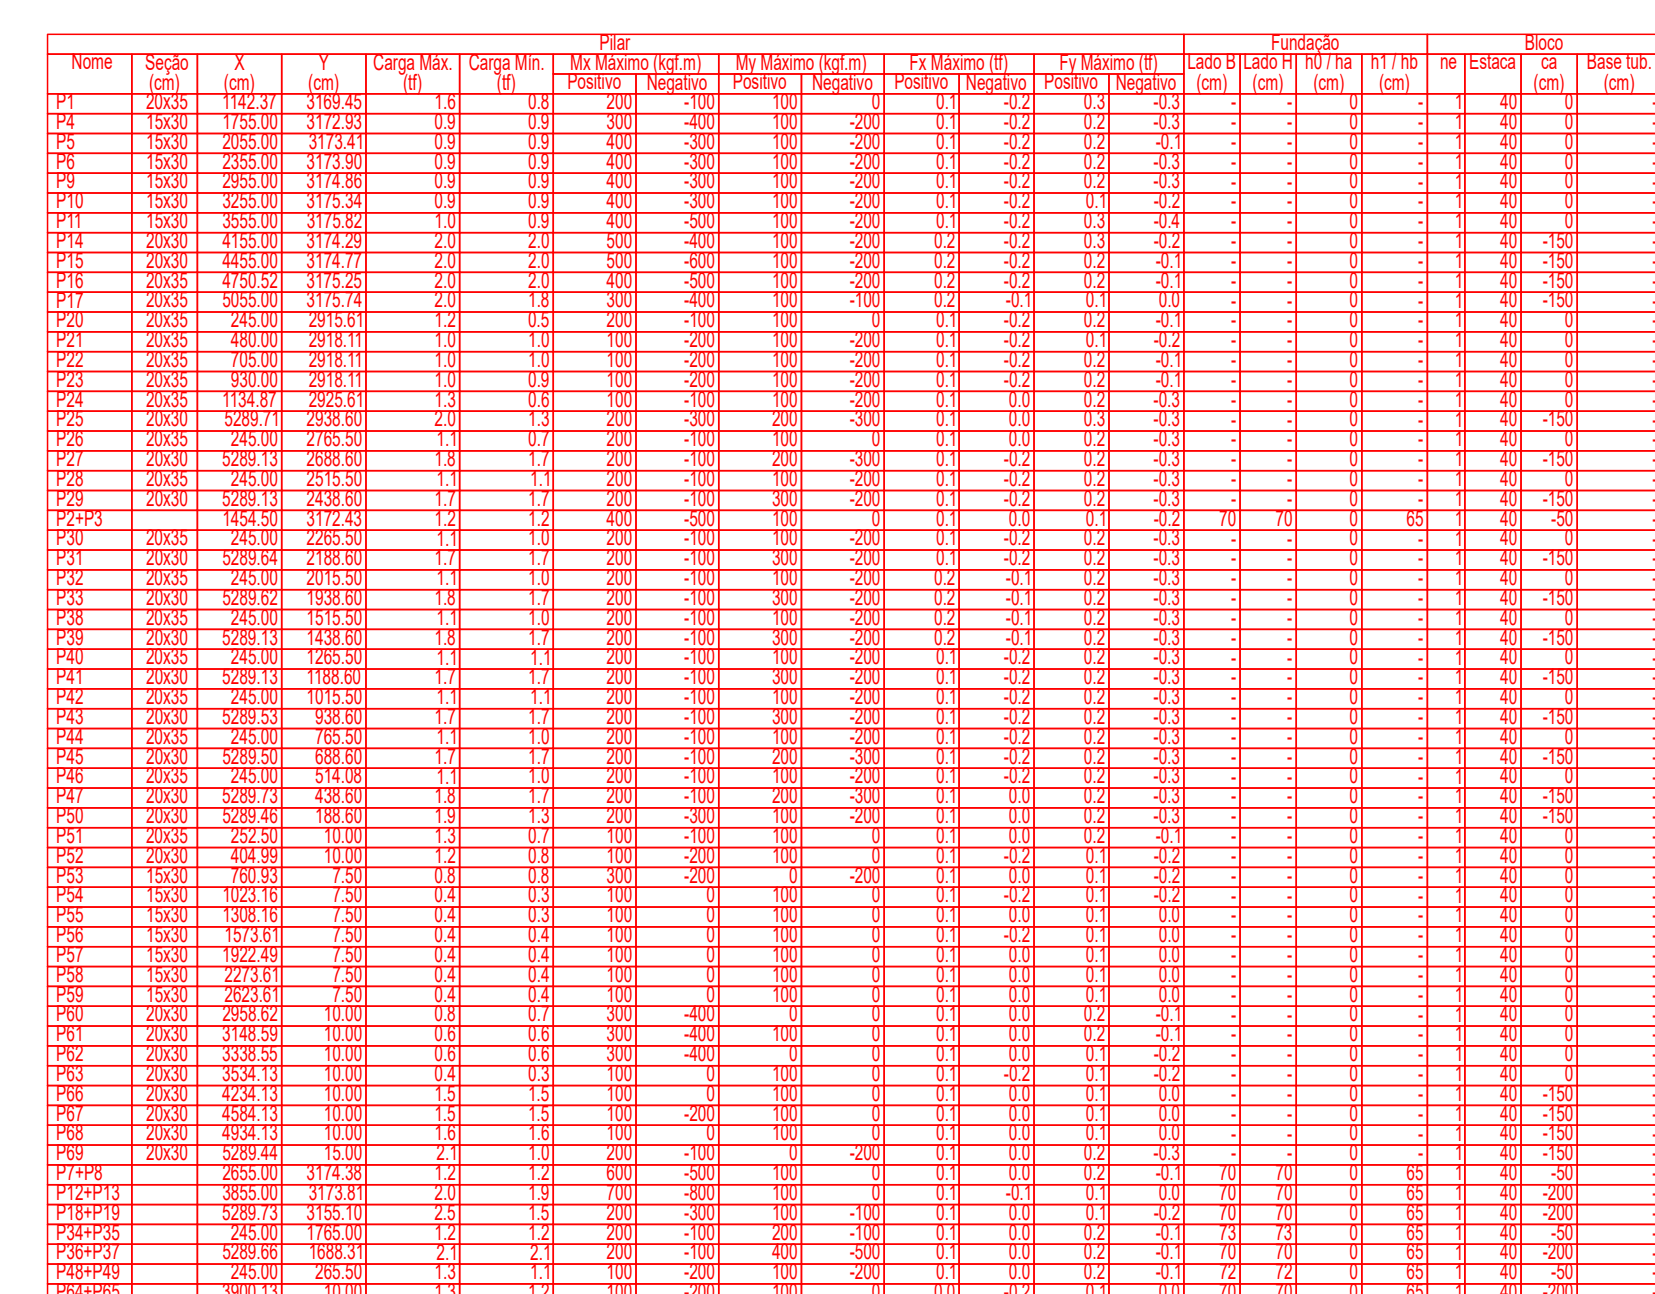 Pilar Fundação Bloco
Nome Seção X Y Carga Máx. Carga Mín. Mx Máximo (kgf.m) My Máximo (kgf.m) Fx Máximo (tf) Fy Máximo (tf) Lado B Lado H h0 / ha h1 / hb ne Estaca ca Base tub.
(cm) (cm) (cm) (tf) (tf) Positivo Negativo Positivo Negativo Positivo Negativo Positivo Negativo (cm) (cm) (cm) (cm) (cm) (cm)
P1 20x35 1142.37 3169.45 1.6 0.8 200 -100 100 0 0.1 -0.2 0.3 -0.3 - - 0 - 1 40 0 -
P4 15x30 1755.00 3172.93 0.9 0.9 300 -400 100 -200 0.1 -0.2 0.2 -0.3 - - 0 - 1 40 0 -
P5 15x30 2055.00 3173.41 0.9 0.9 400 -300 100 -200 0.1 -0.2 0.2 -0.1 - - 0 - 1 40 0 -
P6 15x30 2355.00 3173.90 0.9 0.9 400 -300 100 -200 0.1 -0.2 0.2 -0.3 - - 0 - 1 40 0 -
P9 15x30 2955.00 3174.86 0.9 0.9 400 -300 100 -200 0.1 -0.2 0.2 -0.3 - - 0 - 1 40 0 -
P10 15x30 3255.00 3175.34 0.9 0.9 400 -300 100 -200 0.1 -0.2 0.1 -0.2 - - 0 - 1 40 0 -
P11 15x30 3555.00 3175.82 1.0 0.9 400 -500 100 -200 0.1 -0.2 0.3 -0.4 - - 0 - 1 40 0 -
P14 20x30 4155.00 3174.29 2.0 2.0 500 -400 100 -200 0.2 -0.2 0.3 -0.2 - - 0 - 1 40 -150 -
P15 20x30 4455.00 3174.77 2.0 2.0 500 -600 100 -200 0.2 -0.2 0.2 -0.1 - - 0 - 1 40 -150 -
P16 20x35 4750.52 3175.25 2.0 2.0 400 -500 100 -200 0.2 -0.2 0.2 -0.1 - - 0 - 1 40 -150 -
P17 20x35 5055.00 3175.74 2.0 1.8 300 -400 100 -100 0.2 -0.1 0.1 0.0 - - 0 - 1 40 -150 -
P20 20x35 245.00 2915.61 1.2 0.5 200 -100 100 0 0.1 -0.2 0.2 -0.1 - - 0 - 1 40 0 -
P21 20x35 480.00 2918.11 1.0 1.0 100 -200 100 -200 0.1 -0.2 0.1 -0.2 - - 0 - 1 40 0 -
P22 20x35 705.00 2918.11 1.0 1.0 100 -200 100 -200 0.1 -0.2 0.2 -0.1 - - 0 - 1 40 0 -
P23 20x35 930.00 2918.11 1.0 0.9 100 -200 100 -200 0.1 -0.2 0.2 -0.1 - - 0 - 1 40 0 -
P24 20x35 1134.87 2925.61 1.3 0.6 100 -100 100 -200 0.1 0.0 0.2 -0.3 - - 0 - 1 40 0 -
P25 20x30 5289.71 2938.60 2.0 1.3 200 -300 200 -300 0.1 0.0 0.3 -0.3 - - 0 - 1 40 -150 -
P26 20x35 245.00 2765.50 1.1 0.7 200 -100 100 0 0.1 0.0 0.2 -0.3 - - 0 - 1 40 0 -
P27 20x30 5289.13 2688.60 1.8 1.7 200 -100 200 -300 0.1 -0.2 0.2 -0.3 - - 0 - 1 40 -150 -
P28 20x35 245.00 2515.50 1.1 1.1 200 -100 100 -200 0.1 -0.2 0.2 -0.3 - - 0 - 1 40 0 -
P29 20x30 5289.13 2438.60 1.7 1.7 200 -100 300 -200 0.1 -0.2 0.2 -0.3 - - 0 - 1 40 -150 -
P2+P3 1454.50 3172.43 1.2 1.2 400 -500 100 0 0.1 0.0 0.1 -0.2 70 70 0 65 1 40 -50 -
P30 20x35 245.00 2265.50 1.1 1.0 200 -100 100 -200 0.1 -0.2 0.2 -0.3 - - 0 - 1 40 0 -
P31 20x30 5289.64 2188.60 1.7 1.7 200 -100 300 -200 0.1 -0.2 0.2 -0.3 - - 0 - 1 40 -150 -
P32 20x35 245.00 2015.50 1.1 1.0 200 -100 100 -200 0.2 -0.1 0.2 -0.3 - - 0 - 1 40 0 -
P33 20x30 5289.62 1938.60 1.8 1.7 200 -100 300 -200 0.2 -0.1 0.2 -0.3 - - 0 - 1 40 -150 -
P38 20x35 245.00 1515.50 1.1 1.0 200 -100 100 -200 0.2 -0.1 0.2 -0.3 - - 0 - 1 40 0 -
P39 20x30 5289.13 1438.60 1.8 1.7 200 -100 300 -200 0.2 -0.1 0.2 -0.3 - - 0 - 1 40 -150 -
P40 20x35 245.00 1265.50 1.1 1.1 200 -100 100 -200 0.1 -0.2 0.2 -0.3 - - 0 - 1 40 0 -
P41 20x30 5289.13 1188.60 1.7 1.7 200 -100 300 -200 0.1 -0.2 0.2 -0.3 - - 0 - 1 40 -150 -
P42 20x35 245.00 1015.50 1.1 1.1 200 -100 100 -200 0.1 -0.2 0.2 -0.3 - - 0 - 1 40 0 -
P43 20x30 5289.53 938.60 1.7 1.7 200 -100 300 -200 0.1 -0.2 0.2 -0.3 - - 0 - 1 40 -150 -
P44 20x35 245.00 765.50 1.1 1.0 200 -100 100 -200 0.1 -0.2 0.2 -0.3 - - 0 - 1 40 0 -
P45 20x30 5289.50 688.60 1.7 1.7 200 -100 200 -300 0.1 -0.2 0.2 -0.3 - - 0 - 1 40 -150 -
P46 20x35 245.00 514.08 1.1 1.0 200 -100 100 -200 0.1 -0.2 0.2 -0.3 - - 0 - 1 40 0 -
P47 20x30 5289.73 438.60 1.8 1.7 200 -100 200 -300 0.1 0.0 0.2 -0.3 - - 0 - 1 40 -150 -
P50 20x30 5289.46 188.60 1.9 1.3 200 -300 100 -200 0.1 0.0 0.2 -0.3 - - 0 - 1 40 -150 -
P51 20x35 252.50 10.00 1.3 0.7 100 -100 100 0 0.1 0.0 0.2 -0.1 - - 0 - 1 40 0 -
P52 20x30 404.99 10.00 1.2 0.8 100 -200 100 0 0.1 -0.2 0.1 -0.2 - - 0 - 1 40 0 -
P53 15x30 760.93 7.50 0.8 0.8 300 -200 0 -200 0.1 0.0 0.1 -0.2 - - 0 - 1 40 0 -
P54 15x30 1023.16 7.50 0.4 0.3 100 0 100 0 0.1 -0.2 0.1 -0.2 - - 0 - 1 40 0 -
P55 15x30 1308.16 7.50 0.4 0.3 100 0 100 0 0.1 0.0 0.1 0.0 - - 0 - 1 40 0 -
P56 15x30 1573.61 7.50 0.4 0.4 100 0 100 0 0.1 -0.2 0.1 0.0 - - 0 - 1 40 0 -
P57 15x30 1922.49 7.50 0.4 0.4 100 0 100 0 0.1 0.0 0.1 0.0 - - 0 - 1 40 0 -
P58 15x30 2273.61 7.50 0.4 0.4 100 0 100 0 0.1 0.0 0.1 0.0 - - 0 - 1 40 0 -
P59 15x30 2623.61 7.50 0.4 0.4 100 0 100 0 0.1 0.0 0.1 0.0 - - 0 - 1 40 0 -
P60 20x30 2958.62 10.00 0.8 0.7 300 -400 0 0 0.1 0.0 0.2 -0.1 - - 0 - 1 40 0 -
P61 20x30 3148.59 10.00 0.6 0.6 300 -400 100 0 0.1 0.0 0.2 -0.1 - - 0 - 1 40 0 -
P62 20x30 3338.55 10.00 0.6 0.6 300 -400 0 0 0.1 0.0 0.1 -0.2 - - 0 - 1 40 0 -
P63 20x30 3534.13 10.00 0.4 0.3 100 0 100 0 0.1 -0.2 0.1 -0.2 - - 0 - 1 40 0 -
P66 20x30 4234.13 10.00 1.5 1.5 100 0 100 0 0.1 0.0 0.1 0.0 - - 0 - 1 40 -150 -
P67 20x30 4584.13 10.00 1.5 1.5 100 -200 100 0 0.1 0.0 0.1 0.0 - - 0 - 1 40 -150 -
P68 20x30 4934.13 10.00 1.6 1.6 100 0 100 0 0.1 0.0 0.1 0.0 - - 0 - 1 40 -150 -
P69 20x30 5289.44 15.00 2.1 1.0 200 -100 0 -200 0.1 0.0 0.2 -0.3 - - 0 - 1 40 -150 -
P7+P8 2655.00 3174.38 1.2 1.2 600 -500 100 0 0.1 0.0 0.2 -0.1 70 70 0 65 1 40 -50 -
P12+P13 3855.00 3173.81 2.0 1.9 700 -800 100 0 0.1 -0.1 0.1 0.0 70 70 0 65 1 40 -200 -
P18+P19 5289.73 3155.10 2.5 1.5 200 -300 100 -100 0.1 0.0 0.1 -0.2 70 70 0 65 1 40 -200 -
P34+P35 245.00 1765.00 1.2 1.2 200 -100 200 -100 0.1 0.0 0.2 -0.1 73 73 0 65 1 40 -50 -
P36+P37 5289.66 1688.31 2.1 2.1 200 -100 400 -500 0.1 0.0 0.2 -0.1 70 70 0 65 1 40 -200 -
P48+P49 245.00 265.50 1.3 1.1 100 -200 100 -200 0.1 0.0 0.2 -0.1 72 72 0 65 1 40 -50 -
P64+P65 3900.13 10.00 1.3 1.2 100 -200 100 0 0.0 -0.2 0.1 0.0 70 70 0 65 1 40 -200 -